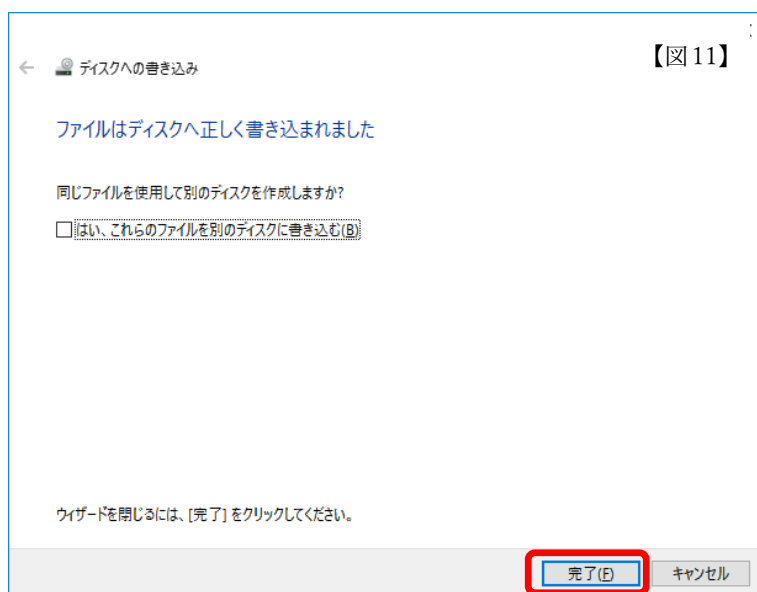 【図11】
ディスクへの書き込み
ファイルはディスクへ正しく書き込まれました
同じファイルを使用して別のディスクを作成しますか?
はい、これらのファイルを別のディスクに書き込む(B)
ウィザードを閉じるには、[完了] をクリックしてください。
完了(F)
キャンセル